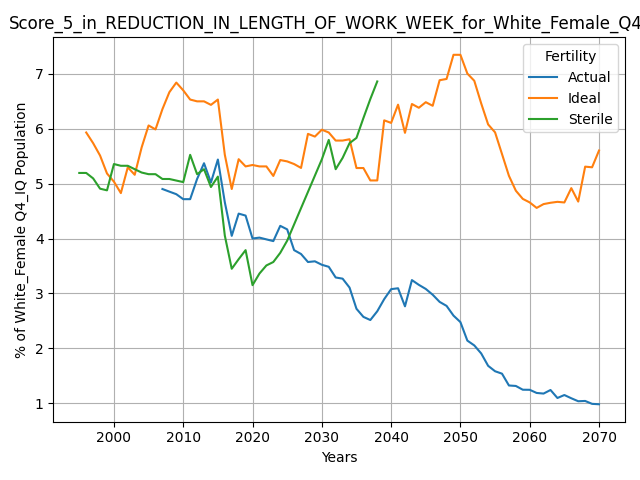 Score_5_in_REDUCTION_IN_LENGTH_OF_WORK_WEEK_for_White_Female_Q4
Fertility
Actual
Ideal
Sterile
7
6
5
4
3
2
1
% of White_Female Q4_IQ Population
2000 2010 2020 2030 2040 2050 2060 2070
Years